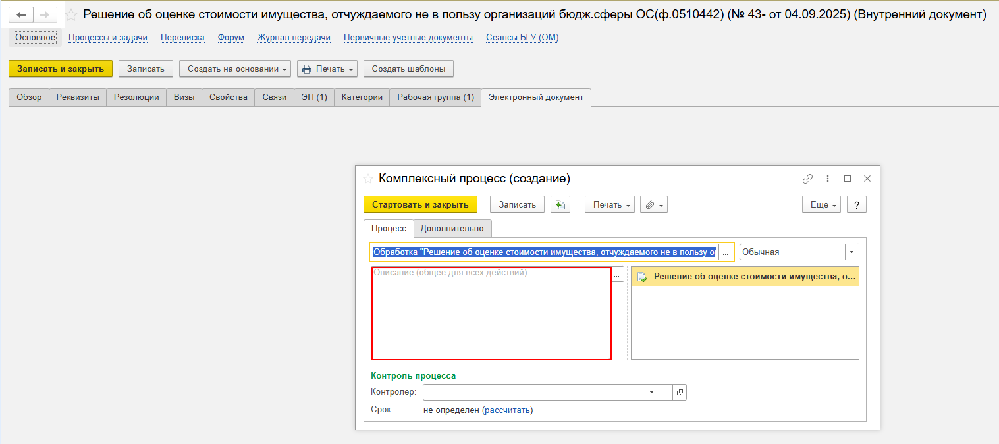 Решение об оценке стоимости имущества, отчуждаемого не в пользу организаций бюдж.сферы ОС(ф.0510442) (№ 43- от 04.09.2025) (Внутренний документ)
Основное Процессы и задачи Переписка Форум Журнал передачи Первичные учетные документы Сеансы БГУ (ОМ)
Записать и закрыть Записать Создать на основании Печать Создать шаблоны
Обзор Реквизиты Резолюции Визы Свойства Связи ЭП (1) Категории Рабочая группа (1) Электронный документ
Комплексный процесс (создание)
Стартовать и закрыть Записать Печать Еще ?
Процесс Дополнительно
Обработка "Решение об оценке стоимости имущества, отчуждаемого не в пользу ор ... Обычная
Описание (общее для всех действий) ... Решение об оценке стоимости имущества, о...
Контроль процесса
Контролер: ...
Срок: не определен (рассчитать)